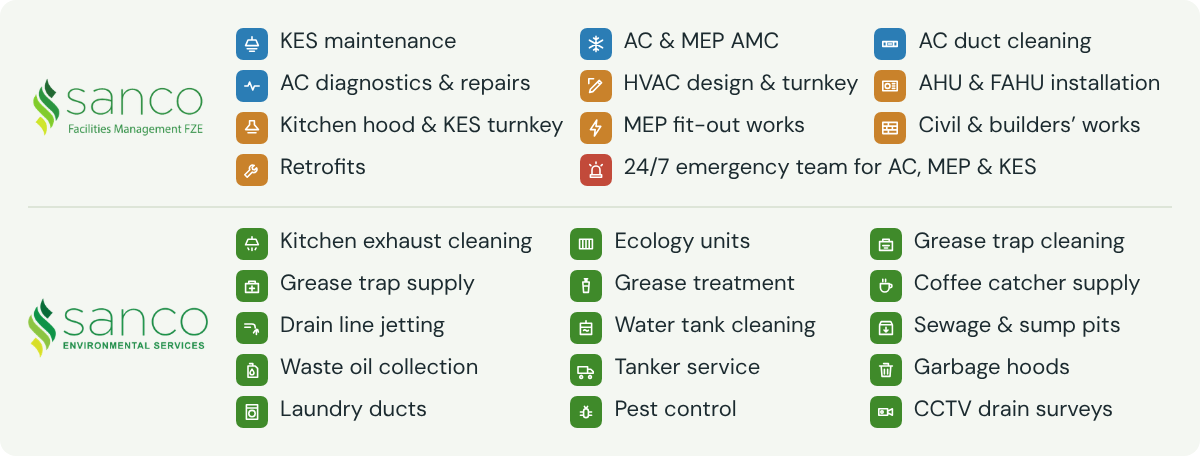 sanco
Facilities Management FZE
KES maintenance
AC & MEP AMC
AC duct cleaning
AC diagnostics & repairs
HVAC design & turnkey
AHU & FAHU installation
Kitchen hood & KES turnkey
MEP fit-out works
Civil & builders’ works
Retrofits
24/7 emergency team for AC, MEP & KES
sanco
ENVIRONMENTAL SERVICES
Kitchen exhaust cleaning
Ecology units
Grease trap cleaning
Grease trap supply
Grease treatment
Coffee catcher supply
Drain line jetting
Water tank cleaning
Sewage & sump pits
Waste oil collection
Tanker service
Garbage hoods
Laundry ducts
Pest control
CCTV drain surveys